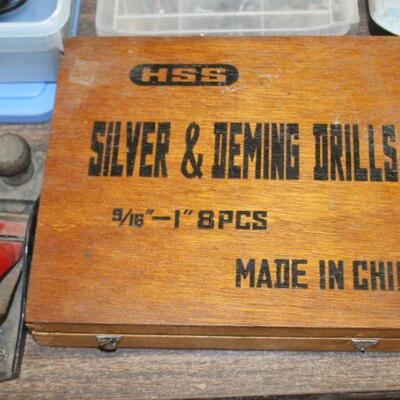 HSS
SILVER & DEMING DRILLS
9/16"—1" 8PCS
MADE IN CHI